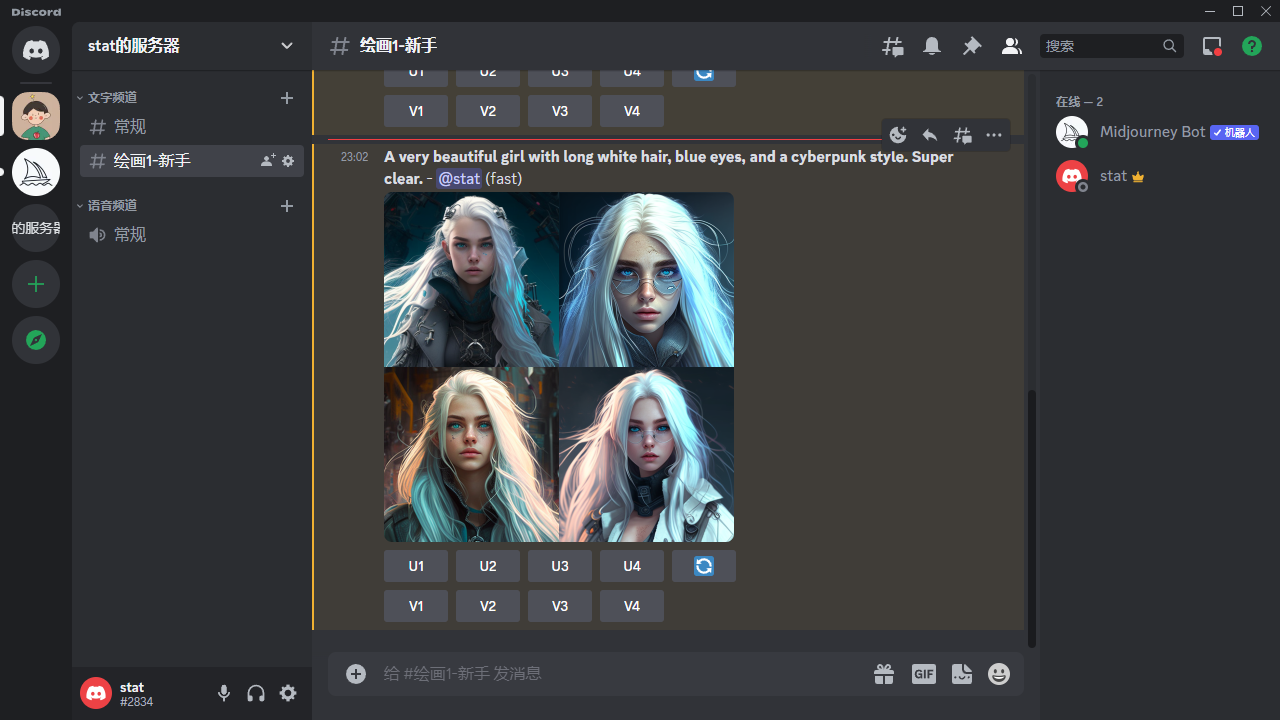 Discord
stat的服务器
绘画1-新手
搜索
文字频道
常规
绘画1-新手
语音频道
常规
的服务器
U1 U2 U3 U4
V1 V2 V3 V4
23:02 A very beautiful girl with long white hair, blue eyes, and a cyberpunk style. Super
clear. - @stat (fast)
U1 U2 U3 U4
V1 V2 V3 V4
给 #绘画1-新手 发消息
GIF
在线 — 2
Midjourney Bot ✓ 机器人
stat
stat
#2834